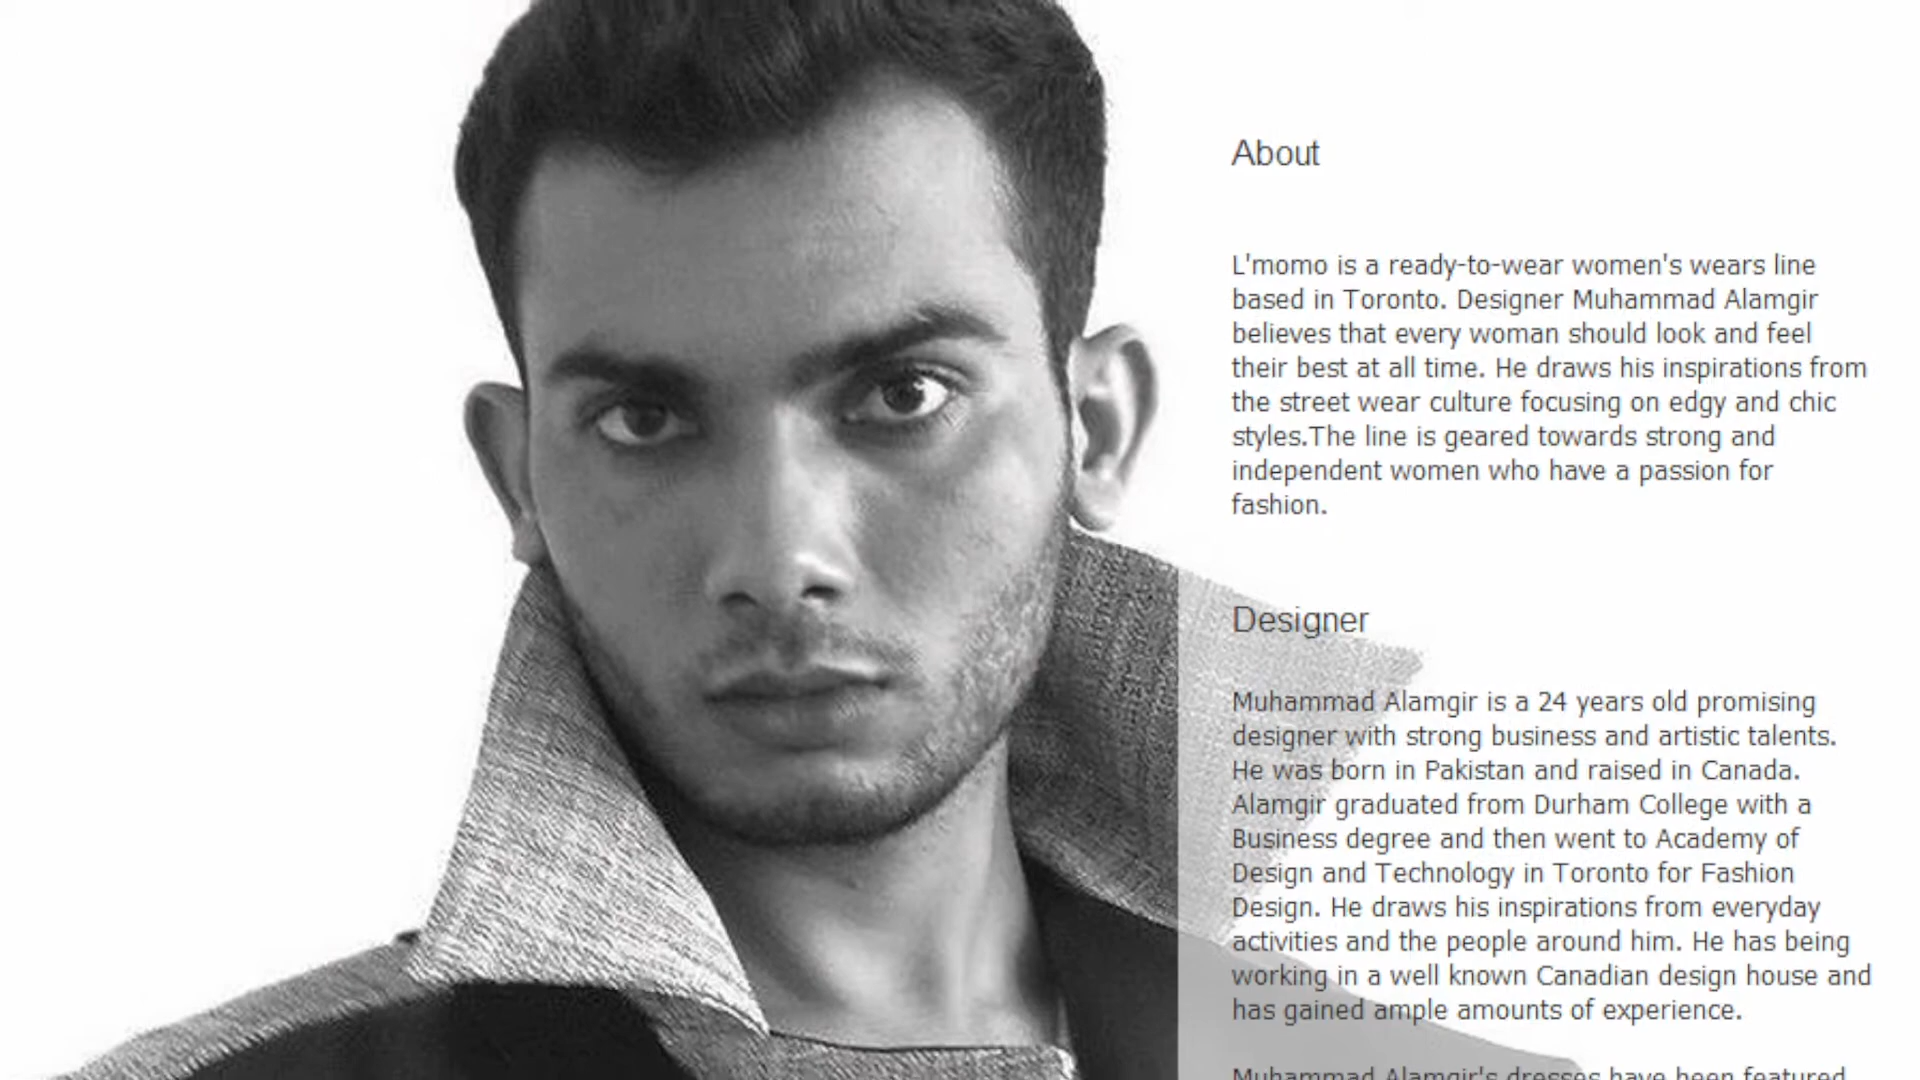 About
L'momo is a ready-to-wear women's wears line
based in Toronto. Designer Muhammad Alamgir
believes that every woman should look and feel
their best at all time. He draws his inspirations from
the street wear culture focusing on edgy and chic
styles.The line is geared towards strong and
independent women who have a passion for
fashion.
Designer
Muhammad Alamgir is a 24 years old promising
designer with strong business and artistic talents.
He was born in Pakistan and raised in Canada.
Alamgir graduated from Durham College with a
Business degree and then went to Academy of
Design and Technology in Toronto for Fashion
Design. He draws his inspirations from everyday
activities and the people around him. He has being
working in a well known Canadian design house and
has gained ample amounts of experience.
Muhammad Alamgir's dresses have been featured